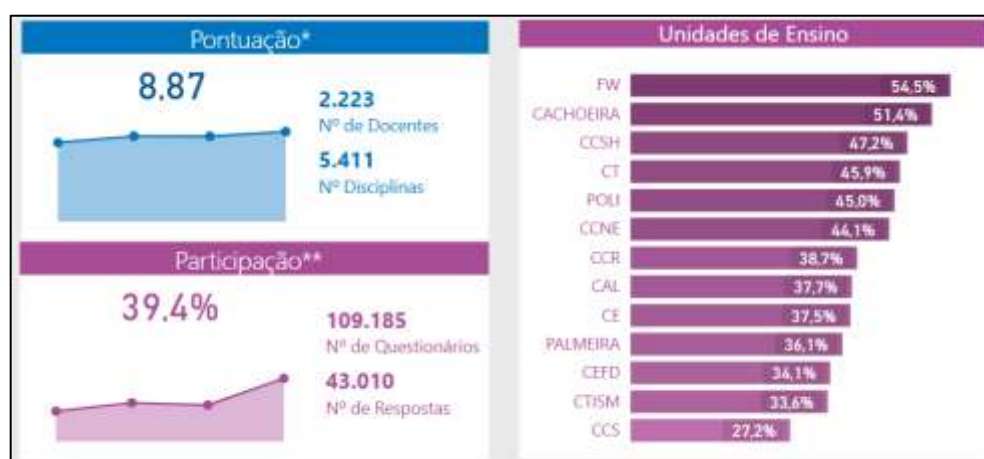 Pontuação*
8.87
2.223
Nº de Docentes
5.411
Nº Disciplinas
Participação**
39.4%
109.185
Nº de Questionários
43.010
Nº de Respostas
Unidades de Ensino
FW 54,5%
CACHOEIRA 51,4%
CCSH 47,2%
CT 45,9%
POLI 45,0%
CCNE 44,1%
CCR 38,7%
CAL 37,7%
CE 37,5%
PALMEIRA 36,1%
CEFD 34,1%
CTISM 33,6%
CCS 27,2%